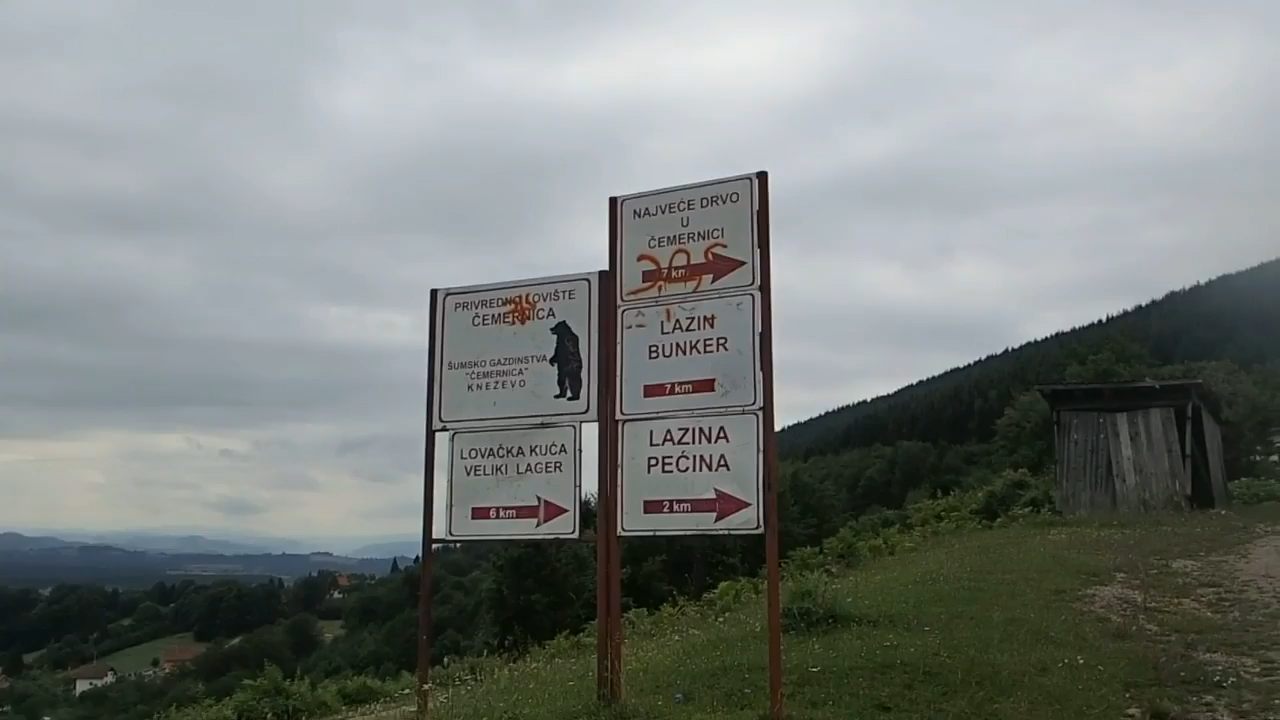 PRIVREDNO LOVIŠTE
ČEMERNICA
ŠUMSKO GAZDINSTVA
"ČEMERNICA"
KNEŽEVO
LOVAČKA KUĆA
VELIKI LAGER
6 km
NAJVEĆE DRVO
U
ČEMERNICI
7 km
LAZIN
BUNKER
7 km
LAZINA
PEĆINA
2 km